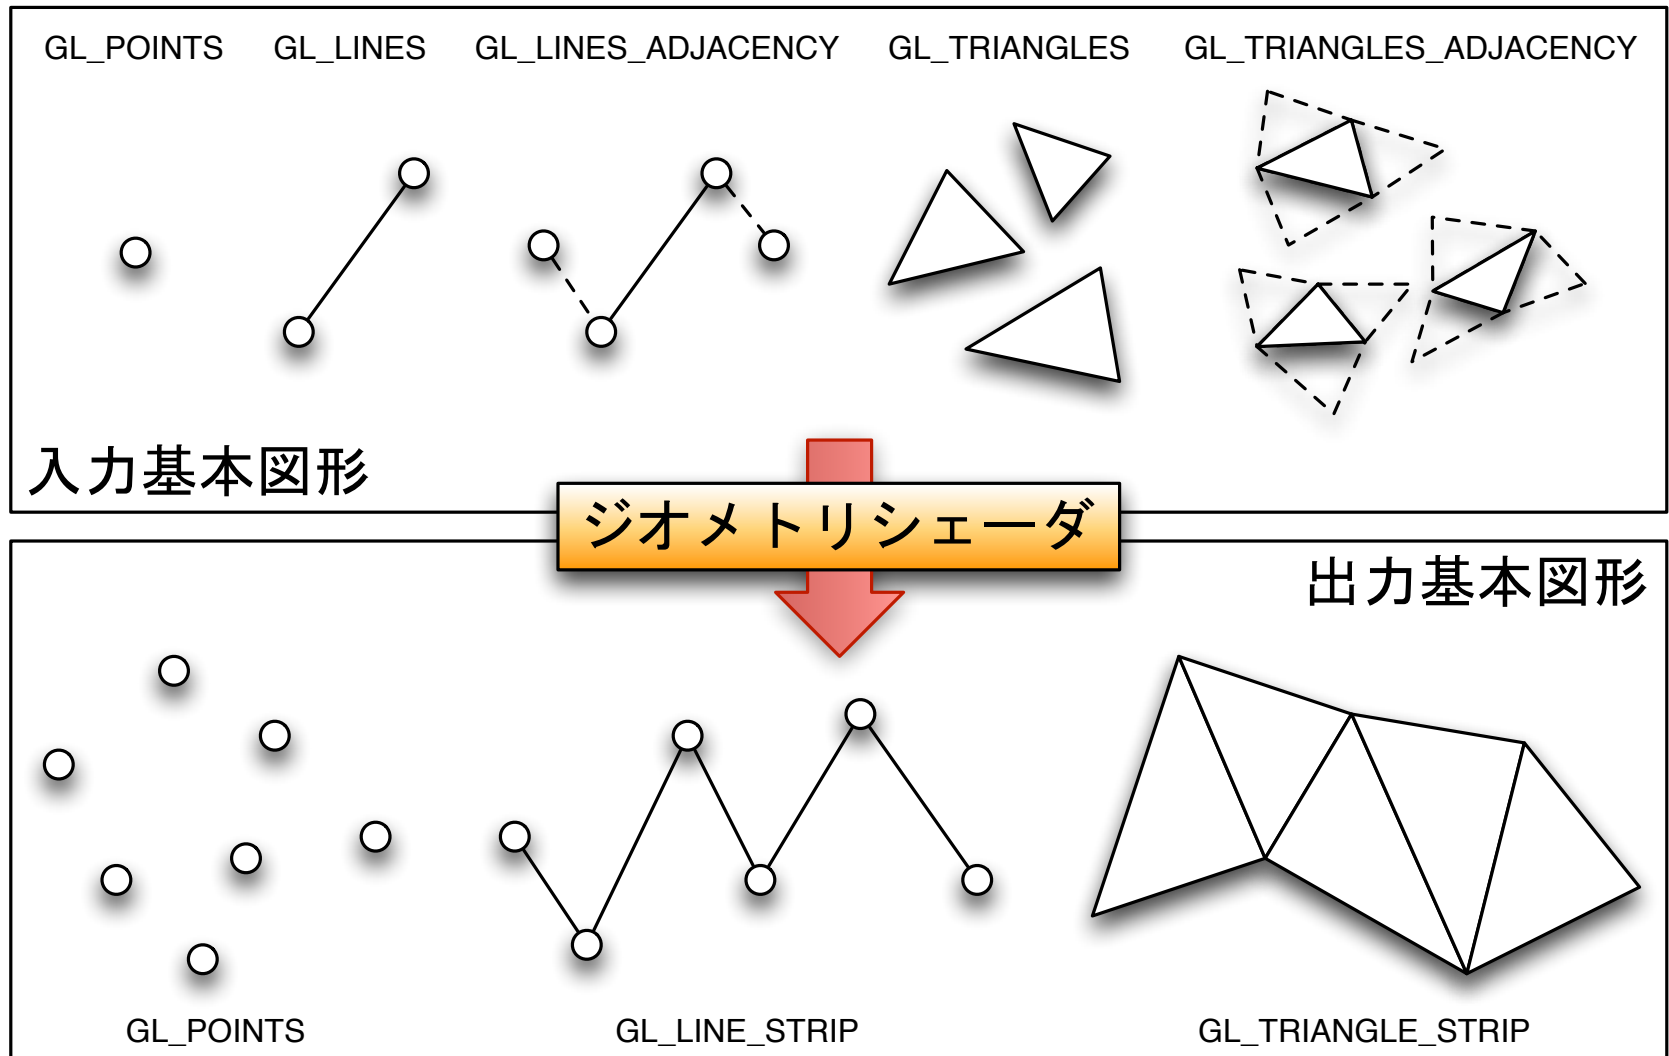 GL_POINTS
GL_LINES
GL_LINES_ADJACENCY
GL_TRIANGLES
GL_TRIANGLES_ADJACENCY
入力基本図形
ジオメトリシェーダ
出力基本図形
GL_POINTS
GL_LINE_STRIP
GL_TRIANGLE_STRIP